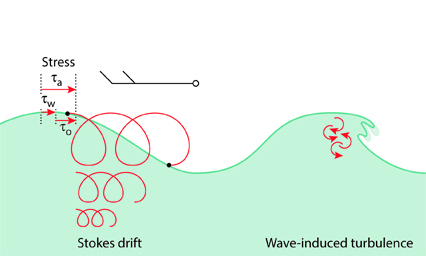 Stress
τa
τw
τo
Stokes drift
Wave-induced turbulence